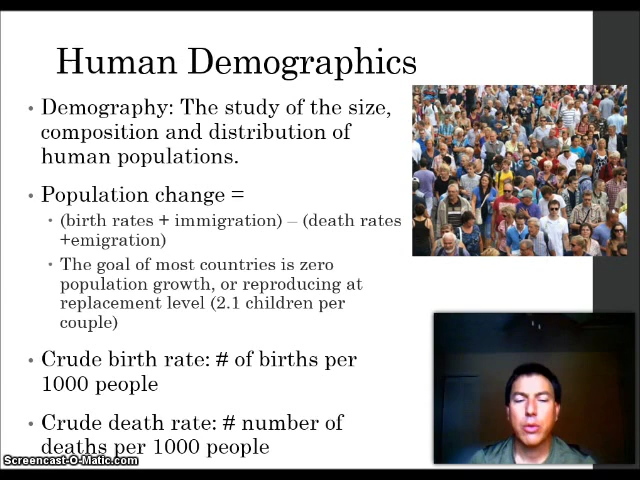 Human Demographics
• Demography: The study of the size,
composition and distribution of
human populations.
• Population change =
• (birth rates + immigration) – (death rates
+emigration)
• The goal of most countries is zero
population growth, or reproducing at
replacement level (2.1 children per
couple)
• Crude birth rate: # of births per
1000 people
• Crude death rate: # number of
deaths per 1000 people
Screencast-O-Matic.com